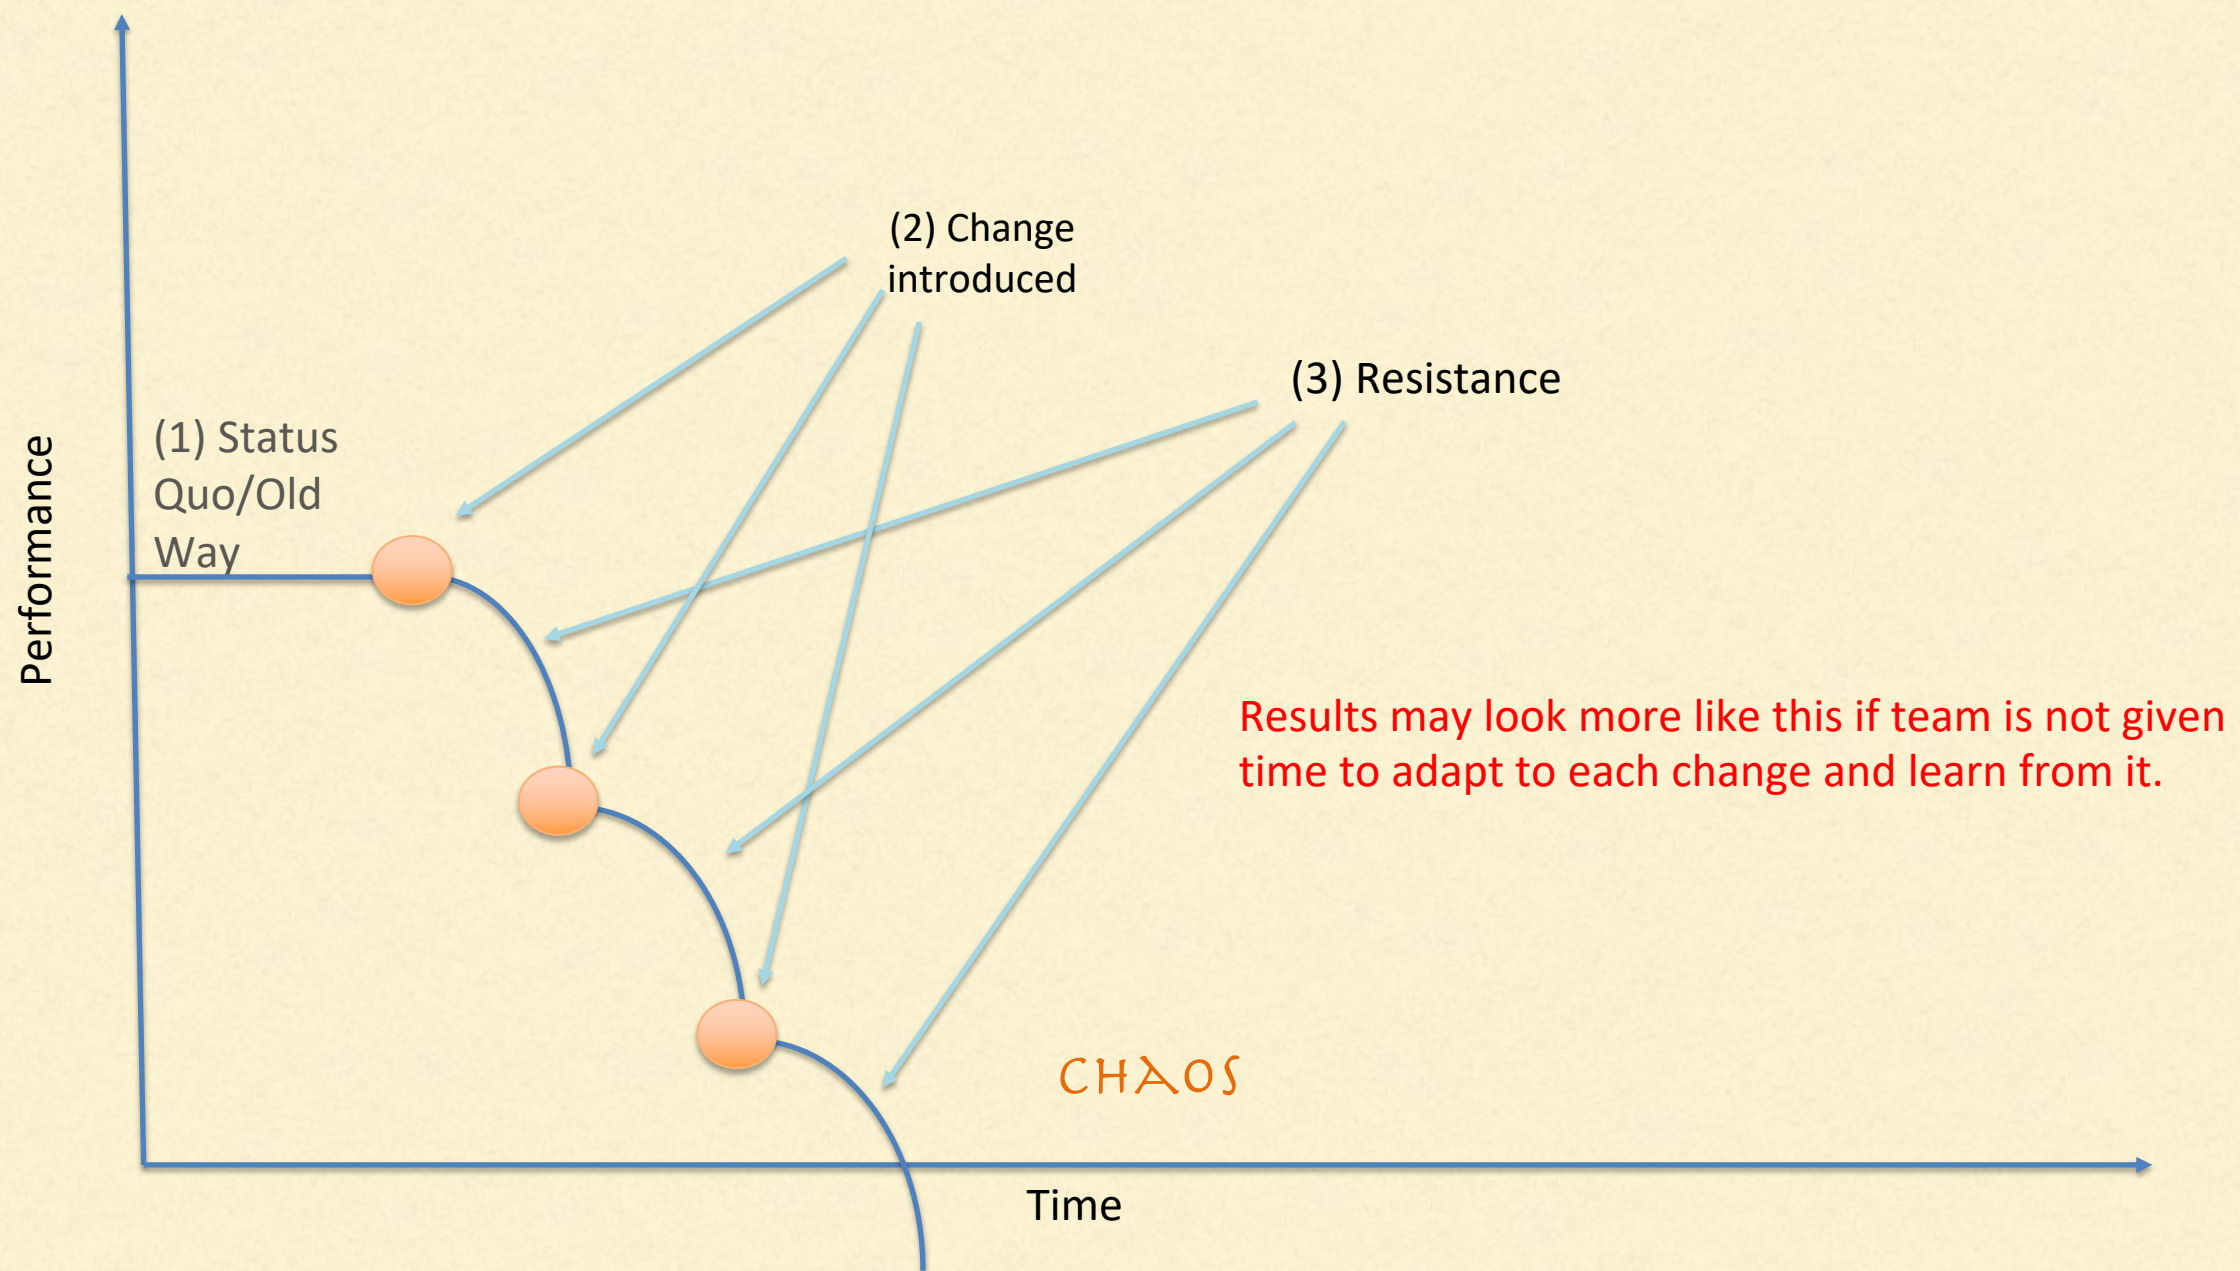 (2) Change
introduced
(3) Resistance
(1) Status
Quo/Old
Way
Performance
Results may look more like this if team is not given
time to adapt to each change and learn from it.
CHAOS
Time